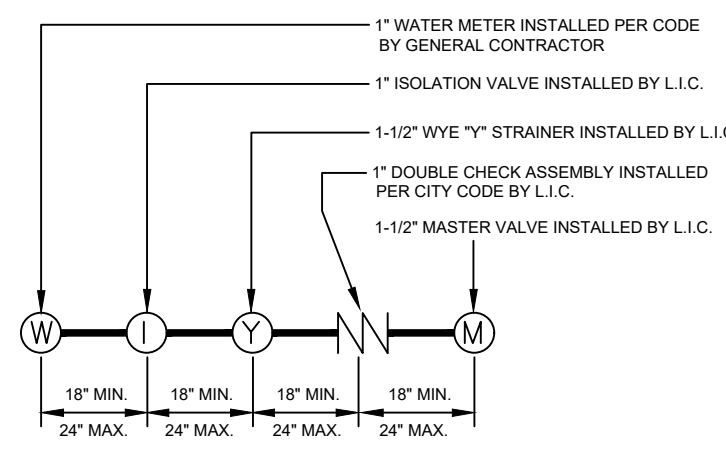 1" WATER METER INSTALLED PER CODE
BY GENERAL CONTRACTOR
1" ISOLATION VALVE INSTALLED BY L.I.C.
1-1/2" WYE "Y" STRAINER INSTALLED BY L.I.C
1" DOUBLE CHECK ASSEMBLY INSTALLED
PER CITY CODE BY L.I.C.
1-1/2" MASTER VALVE INSTALLED BY L.I.C.
W I Y M
18" MIN. 18" MIN. 18" MIN. 18" MIN.
24" MAX. 24" MAX. 24" MAX. 24" MAX.